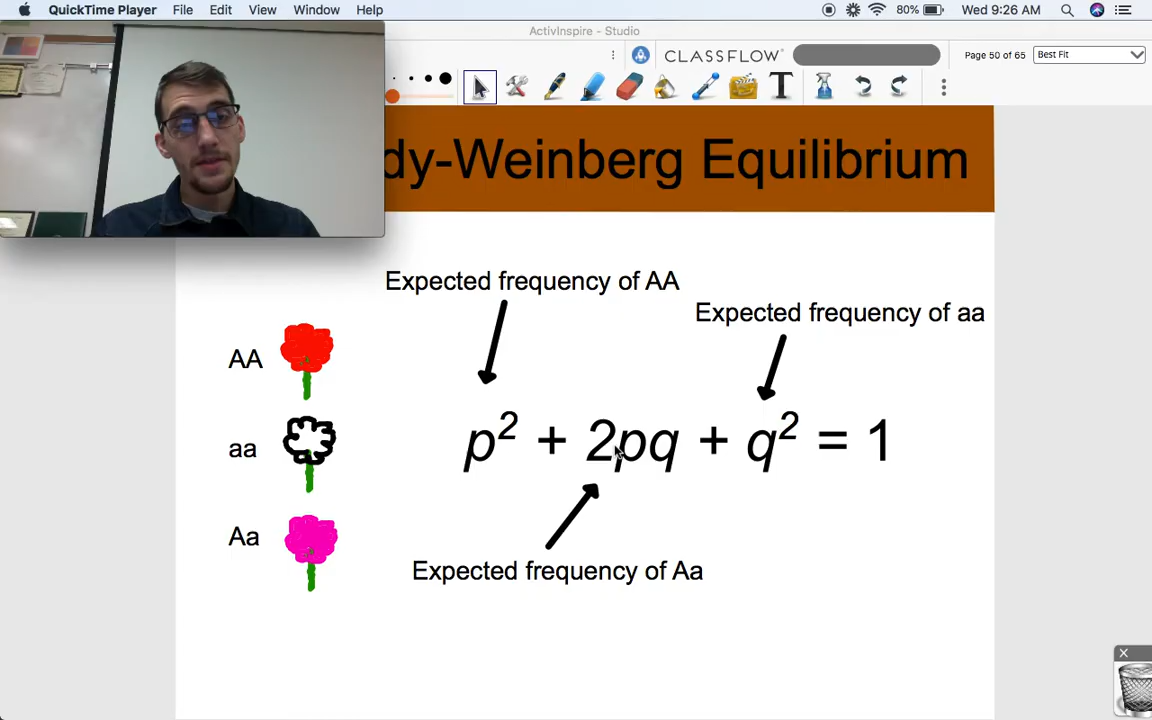 QuickTime Player File Edit View Window Help 80% Wed 9:26 AM
ActivInspire - Studio
CLASSFLOW Page 50 of 65 Best Fit
T
dy-Weinberg Equilibrium
Expected frequency of AA
Expected frequency of aa
AA
p² + 2pq + q² = 1
aa
Aa
Expected frequency of Aa